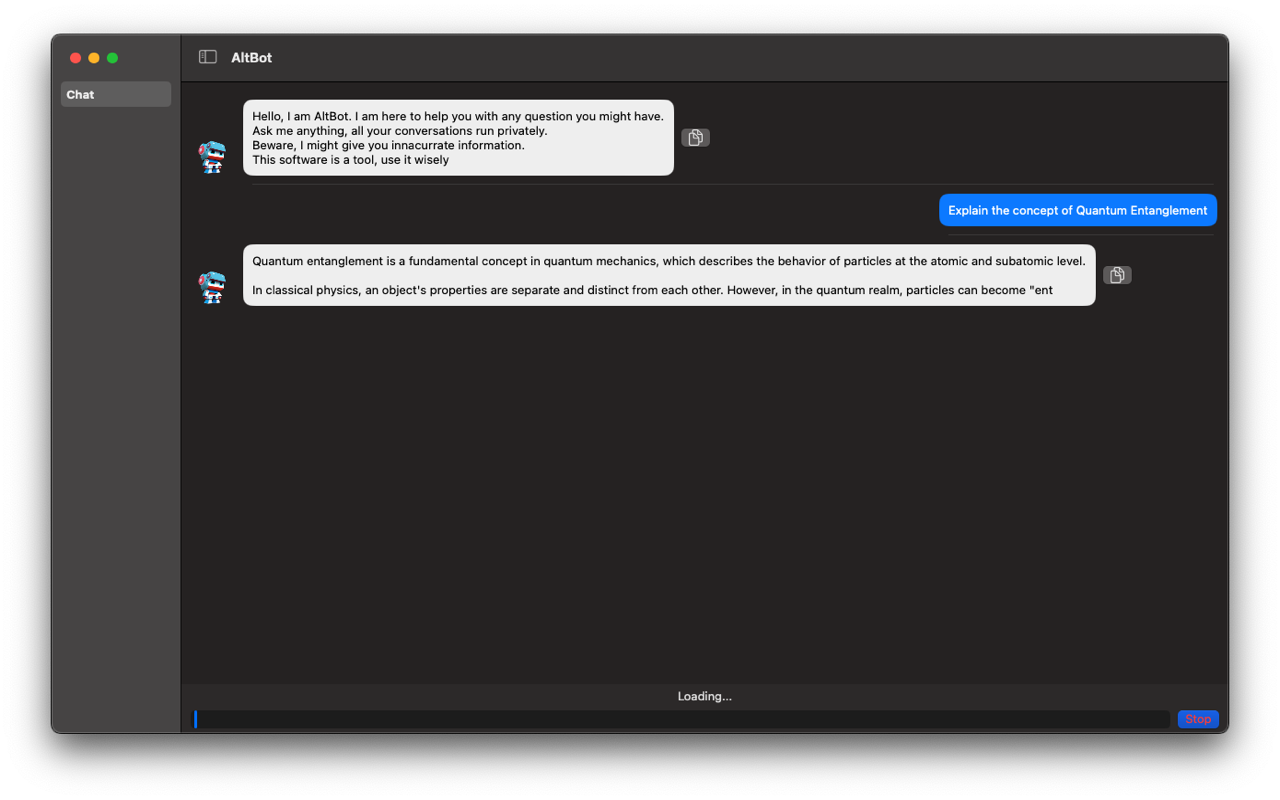 AltBot
Chat
Hello, I am AltBot. I am here to help you with any question you might have.
Ask me anything, all your conversations run privately.
Beware, I might give you innacurrate information.
This software is a tool, use it wisely
Explain the concept of Quantum Entanglement
Quantum entanglement is a fundamental concept in quantum mechanics, which describes the behavior of particles at the atomic and subatomic level.
In classical physics, an object's properties are separate and distinct from each other. However, in the quantum realm, particles can become "ent
Loading...
Stop